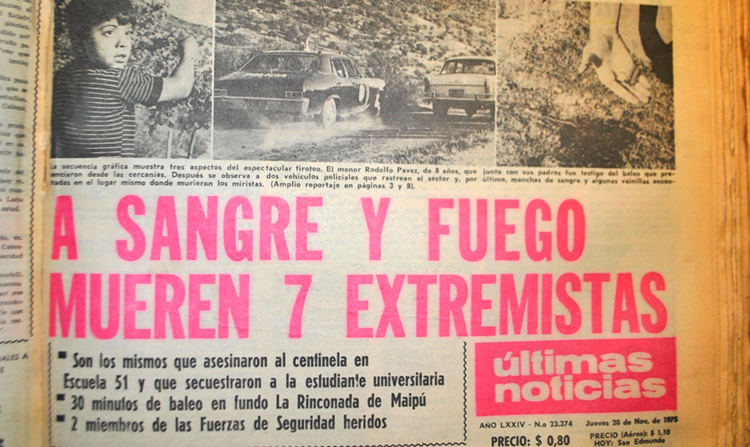 La secuencia gráfica muestra tres aspectos del espectacular tiroteo. El menor Rodolfo Pavez, de 8 años, que junto con sus padres fue testigo del baleo que pre-
senciaron desde las cercanías. Después se observa a dos vehículos policiales que rastrean el sector y, por último, manchas de sangre y algunas vainillas encon-
tradas en el lugar mismo donde murieron los miristas. (Amplio reportaje en páginas 3 y 8).
A SANGRE Y FUEGO
MUEREN 7 EXTREMISTAS
Son los mismos que asesinaron al centinela en
Escuela 51 y que secuestraron a la estudiante universitaria
30 minutos de baleo en fundo La Rinconada de Maipú
2 miembros de las Fuerzas de Seguridad heridos
últimas
noticias
AÑO LXXIV - N.o 23.374 Jueves 20 de Nov. de 1975
PRECIO: $ 0,80
PRECIO (Aéreo): $ 1,10
HOY: San Edmundo